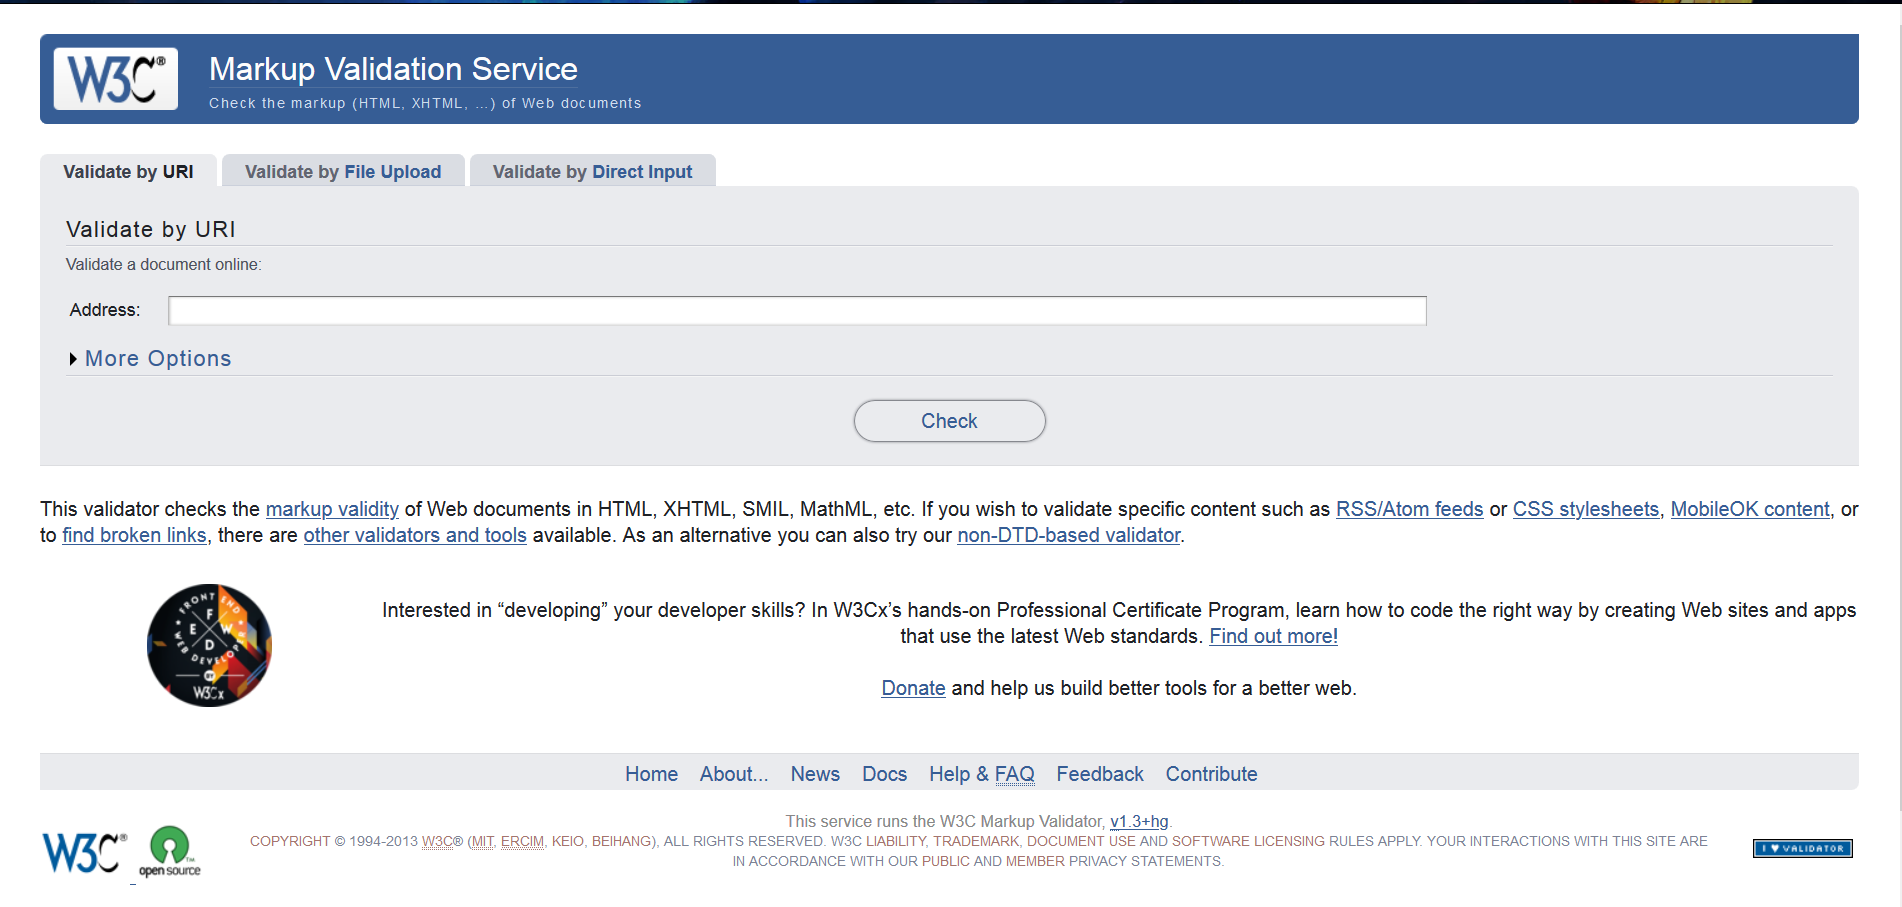 W3C®
Markup Validation Service
Check the markup (HTML, XHTML, …) of Web documents
Validate by URI
Validate by File Upload
Validate by Direct Input
Validate by URI
Validate a document online:
Address:
More Options
Check
This validator checks the markup validity of Web documents in HTML, XHTML, SMIL, MathML, etc. If you wish to validate specific content such as RSS/Atom feeds or CSS stylesheets, MobileOK content, or
to find broken links, there are other validators and tools available. As an alternative you can also try our non-DTD-based validator.
FRONT END
WEB DEVELOPER
F E W D
BY
W3Cx
Interested in “developing” your developer skills? In W3Cx’s hands-on Professional Certificate Program, learn how to code the right way by creating Web sites and apps
that use the latest Web standards. Find out more!
Donate and help us build better tools for a better web.
Home About... News Docs Help & FAQ Feedback Contribute
W3C®
open source™
This service runs the W3C Markup Validator, v1.3+hg.
COPYRIGHT © 1994-2013 W3C® (MIT, ERCIM, KEIO, BEIHANG), ALL RIGHTS RESERVED. W3C LIABILITY, TRADEMARK, DOCUMENT USE AND SOFTWARE LICENSING RULES APPLY. YOUR INTERACTIONS WITH THIS SITE ARE
IN ACCORDANCE WITH OUR PUBLIC AND MEMBER PRIVACY STATEMENTS.
I ♥ VALIDATOR